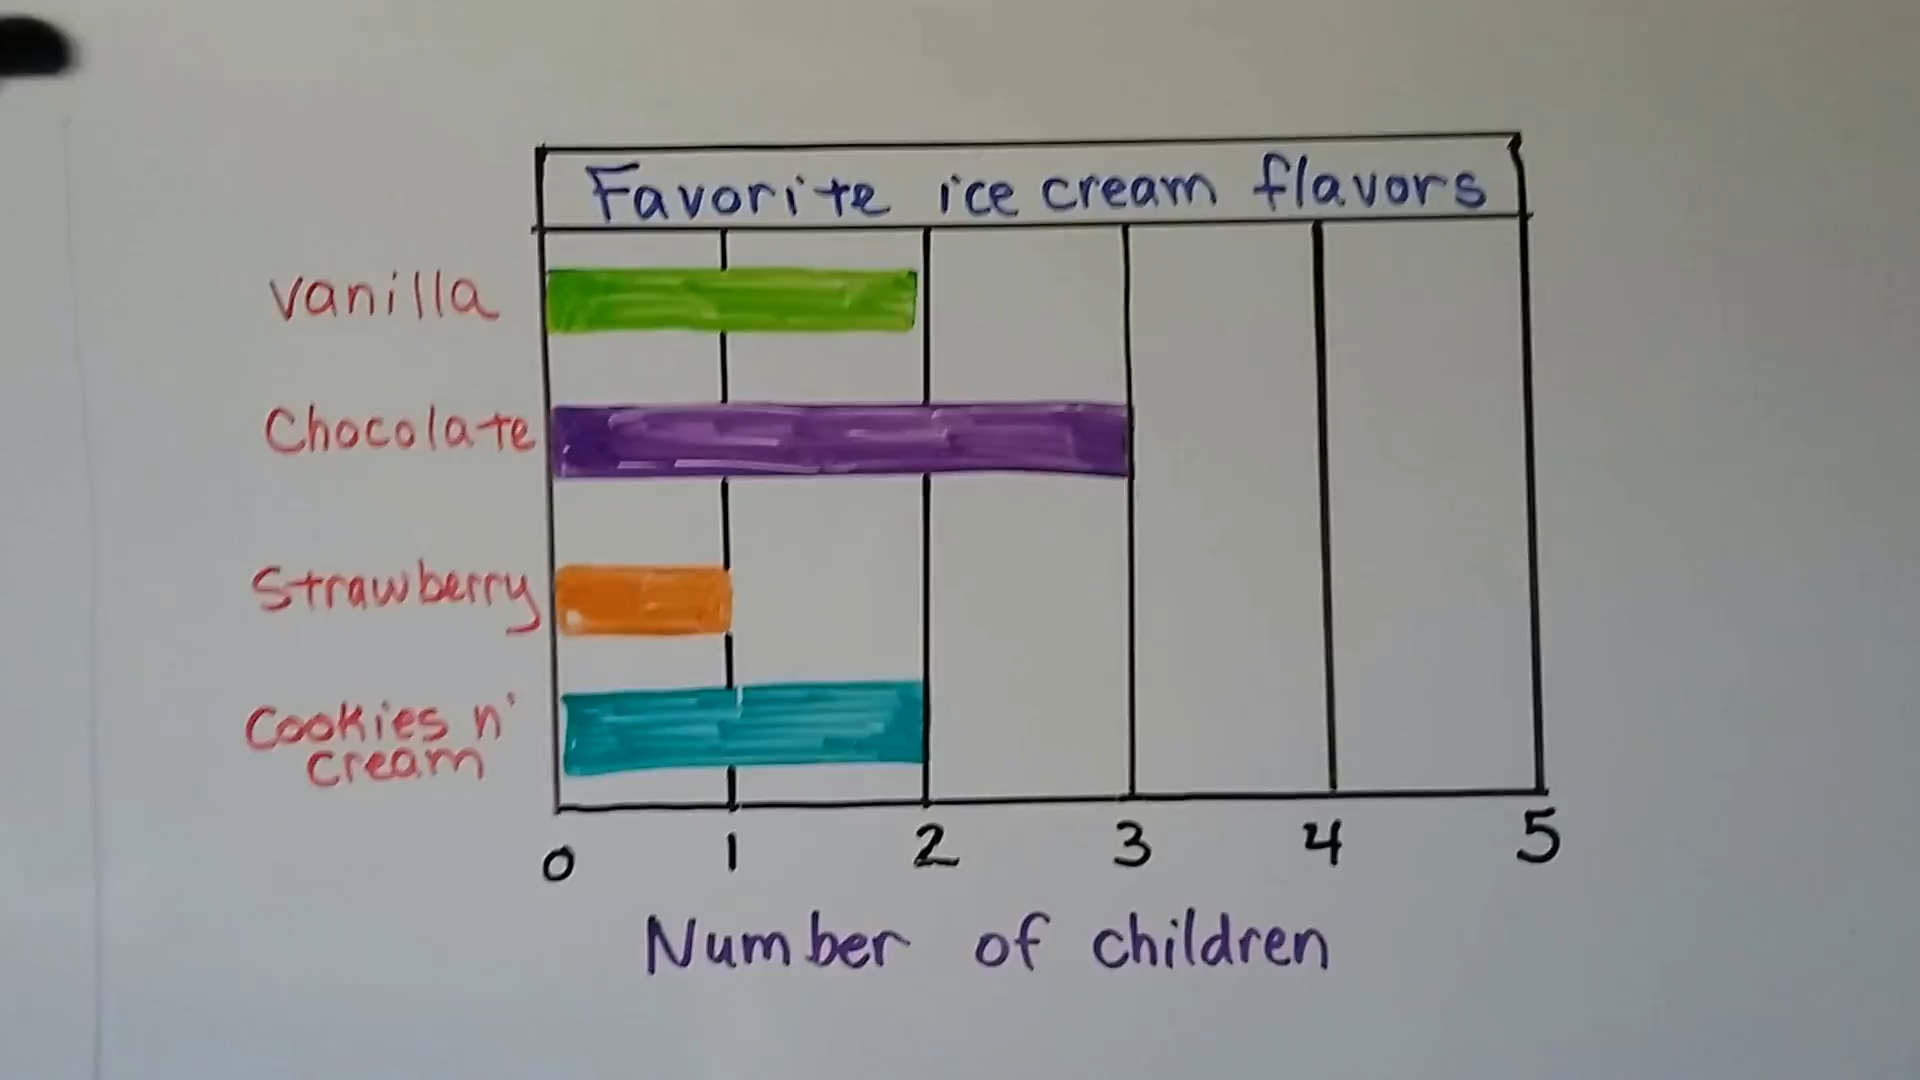 Favorite ice cream flavors
vanilla
Chocolate
Strawberry
Cookies n'
cream
0 1 2 3 4 5
Number of children